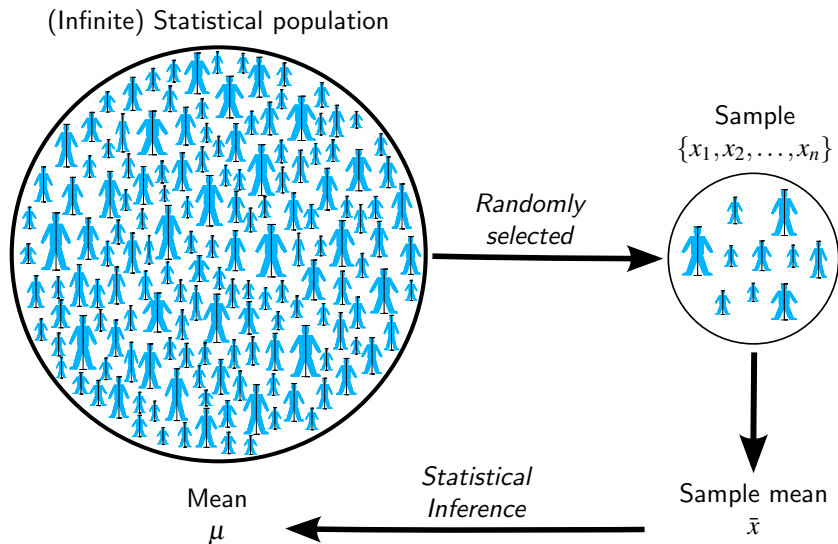 (Infinite) Statistical population
Sample
{x₁, x₂, . . . , xₙ}
Randomly
selected
Statistical
Inference
Mean
μ
Sample mean
x̄